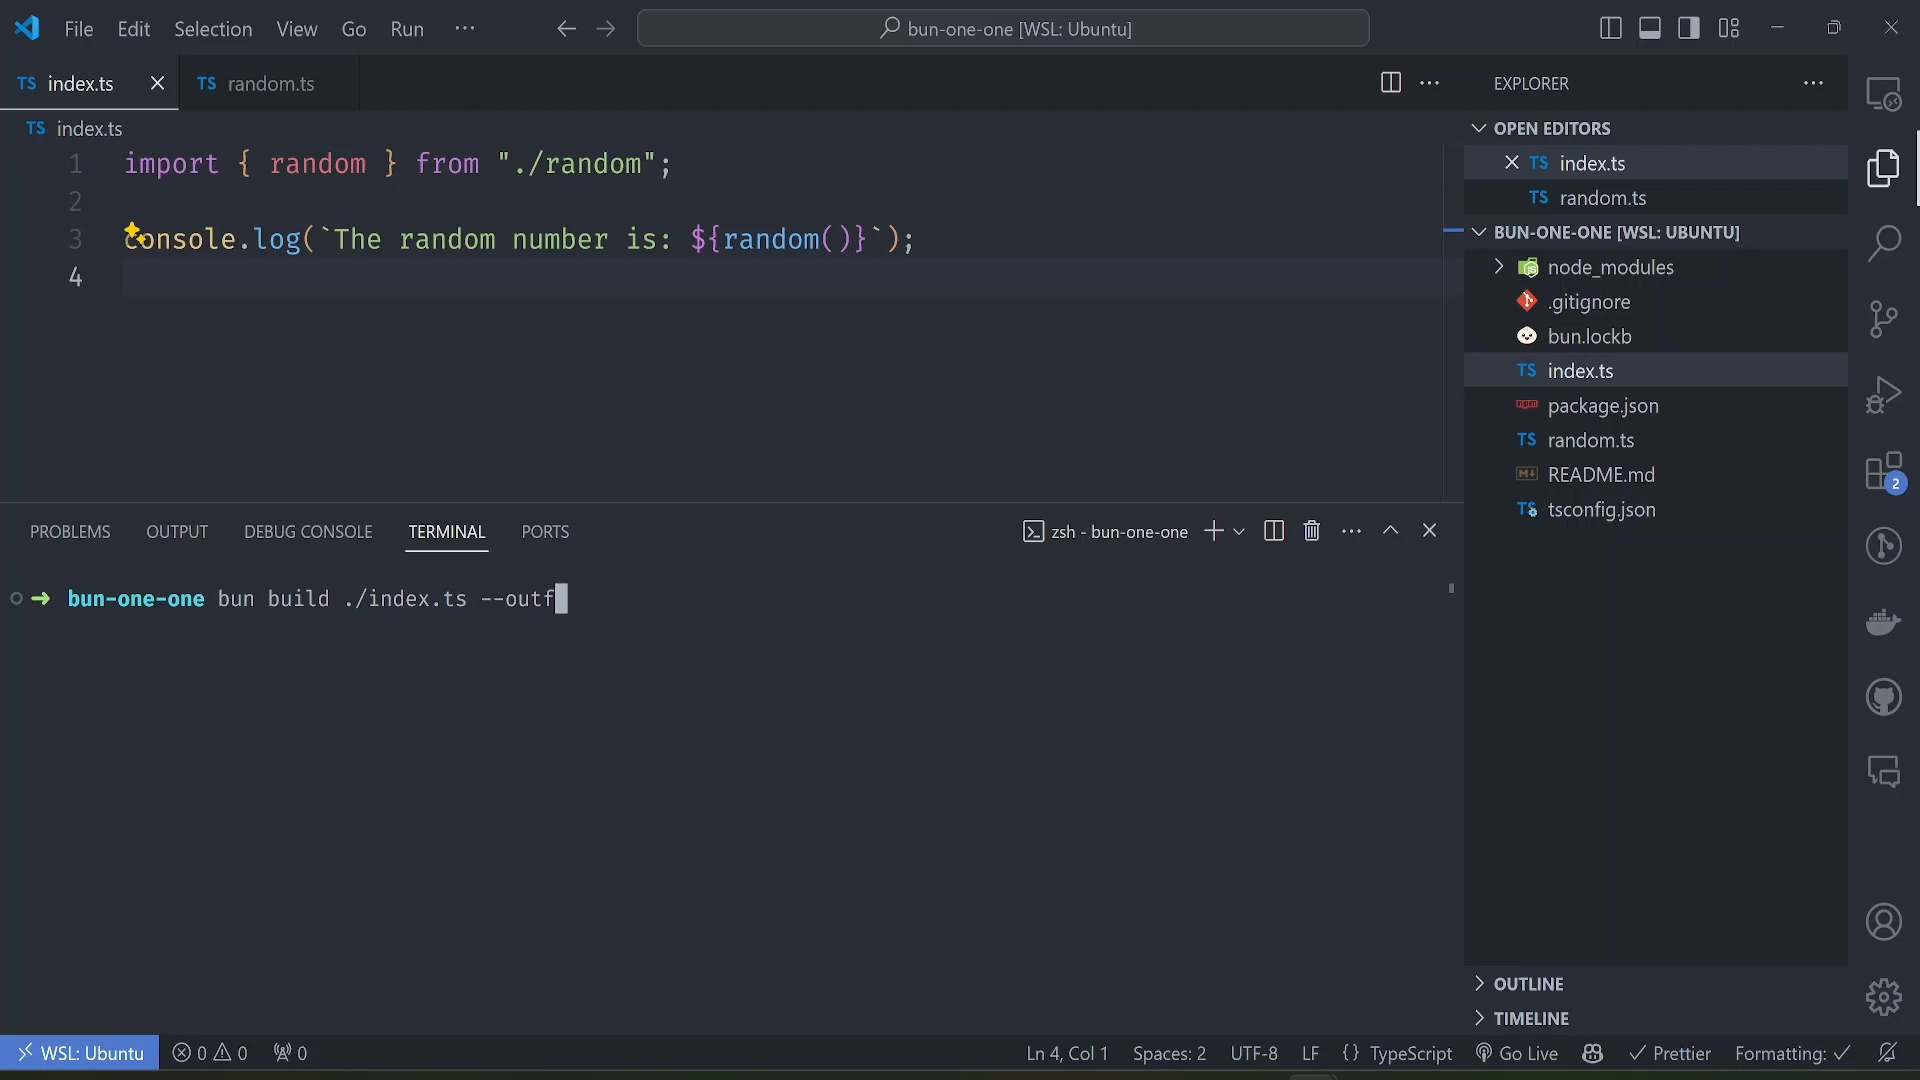 File Edit Selection View Go Run ···
bun-one-one [WSL: Ubuntu]
TS index.ts
TS random.ts
EXPLORER
TS index.ts
1 import { random } from "./random";
2
3 console.log(`The random number is: ${random()}`);
4
OPEN EDITORS
TS index.ts
TS random.ts
BUN-ONE-ONE [WSL: UBUNTU]
node_modules
.gitignore
bun.lockb
TS index.ts
package.json
TS random.ts
README.md
TS tsconfig.json
2
PROBLEMS OUTPUT DEBUG CONSOLE TERMINAL PORTS
zsh - bun-one-one
➜ bun-one-one bun build ./index.ts --outf
OUTLINE
TIMELINE
WSL: Ubuntu 0 0 0
Ln 4, Col 1 Spaces: 2 UTF-8 LF {} TypeScript Go Live ✓ Prettier Formatting: ✓